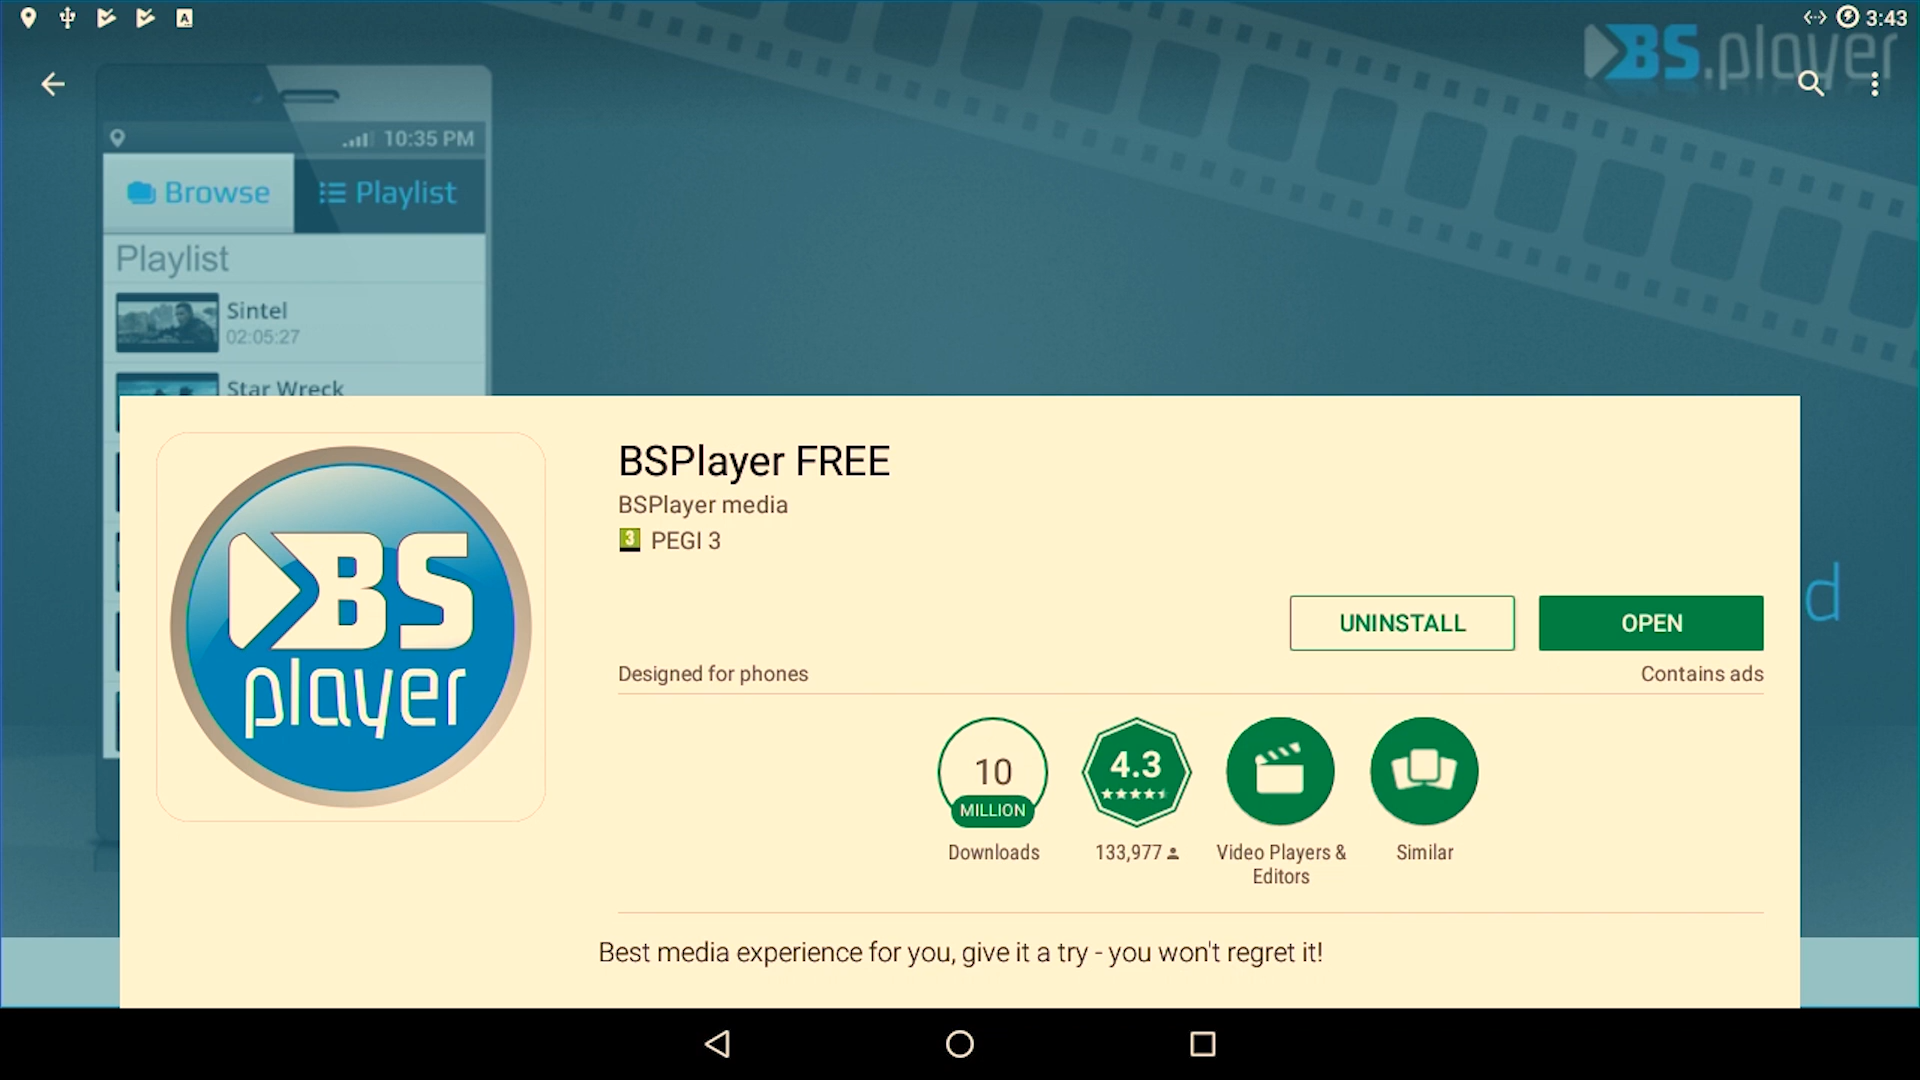 3:43
BS.player
10:35 PM
Browse
Playlist
Playlist
Sintel
02:05:27
Star Wreck
BS
player
BSPlayer FREE
BSPlayer media
3 PEGI 3
UNINSTALL
OPEN
d
Designed for phones
Contains ads
10
MILLION
Downloads
4.3
133,977
Video Players &
Editors
Similar
Best media experience for you, give it a try - you won't regret it!